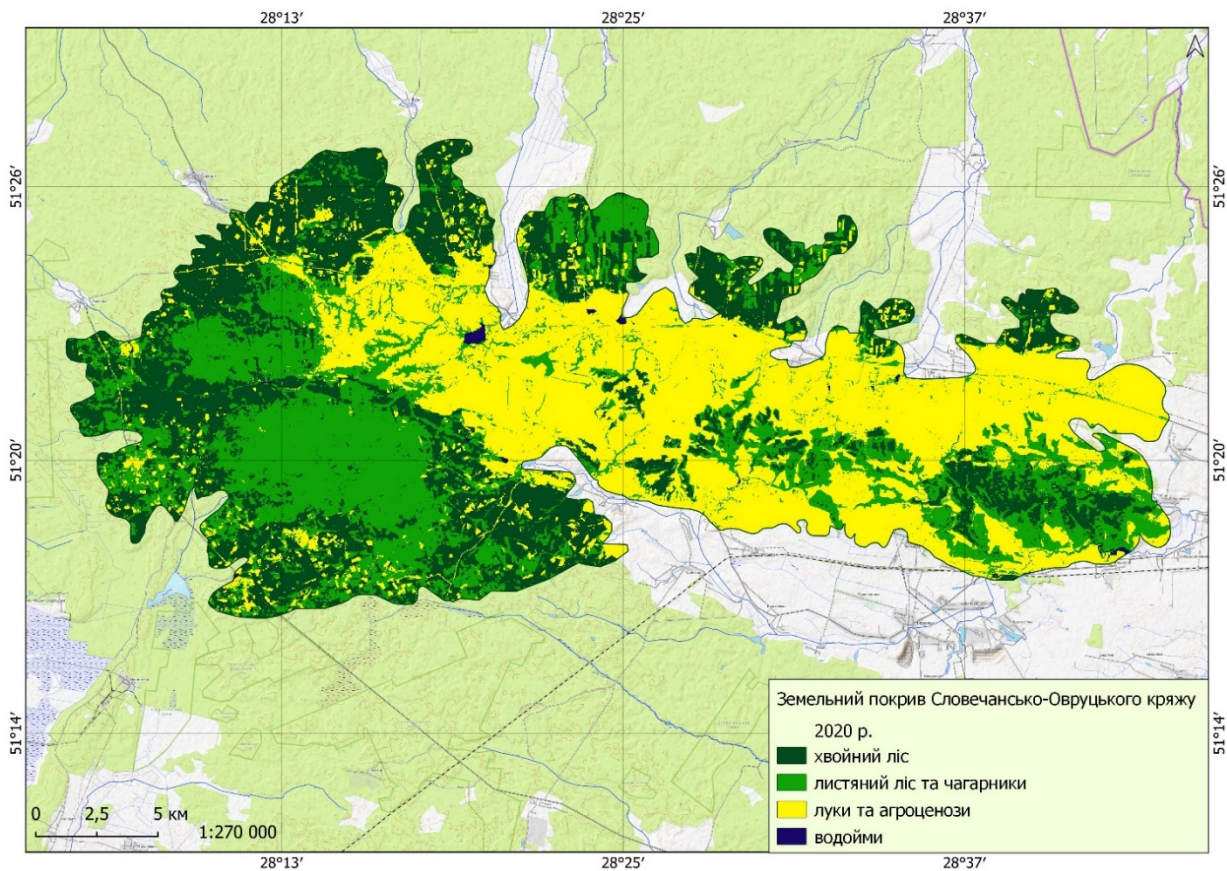 28°13′ 28°25′ 28°37′
51°26′ 51°26′
51°20′ 51°20′
51°14′ 51°14′
Земельний покрив Словечансько-Овруцького кряжу
2020 р.
хвойний ліс
листяний ліс та чагарники
луки та агроценози
водойми
0 2,5 5 км
1:270 000
28°13′ 28°25′ 28°37′